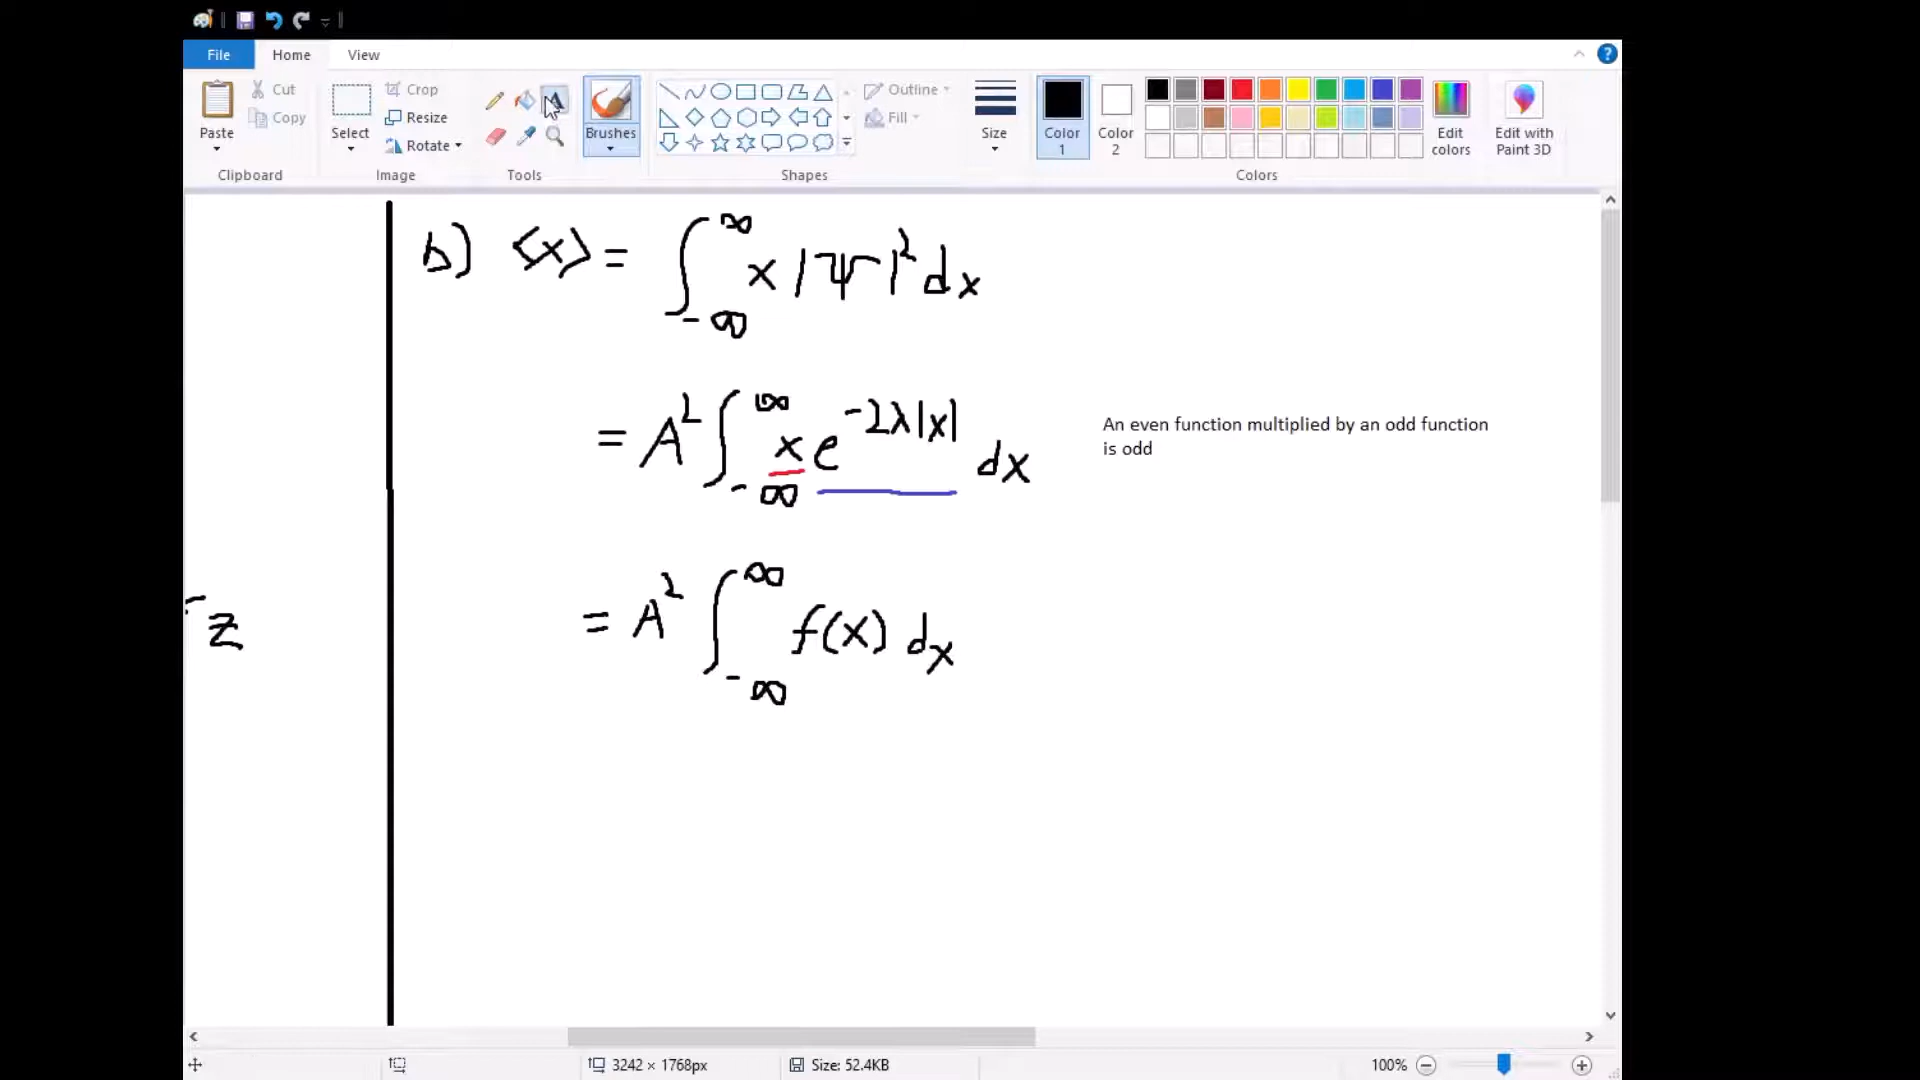 File Home View
Cut
Crop
Outline
Copy
Resize
Fill
Paste Select Rotate Brushes Size Color 1 Color 2 Edit colors Edit with Paint 3D
Clipboard Image Tools Shapes Colors
b) <x> = ∫_{-∞}^{∞} x |Ψ|² dx
= A² ∫_{-∞}^{∞} x e^{-2λ|x|} dx
An even function multiplied by an odd function
is odd
= A² ∫_{-∞}^{∞} f(x) dx
z
3242 × 1768px Size: 52.4KB 100%